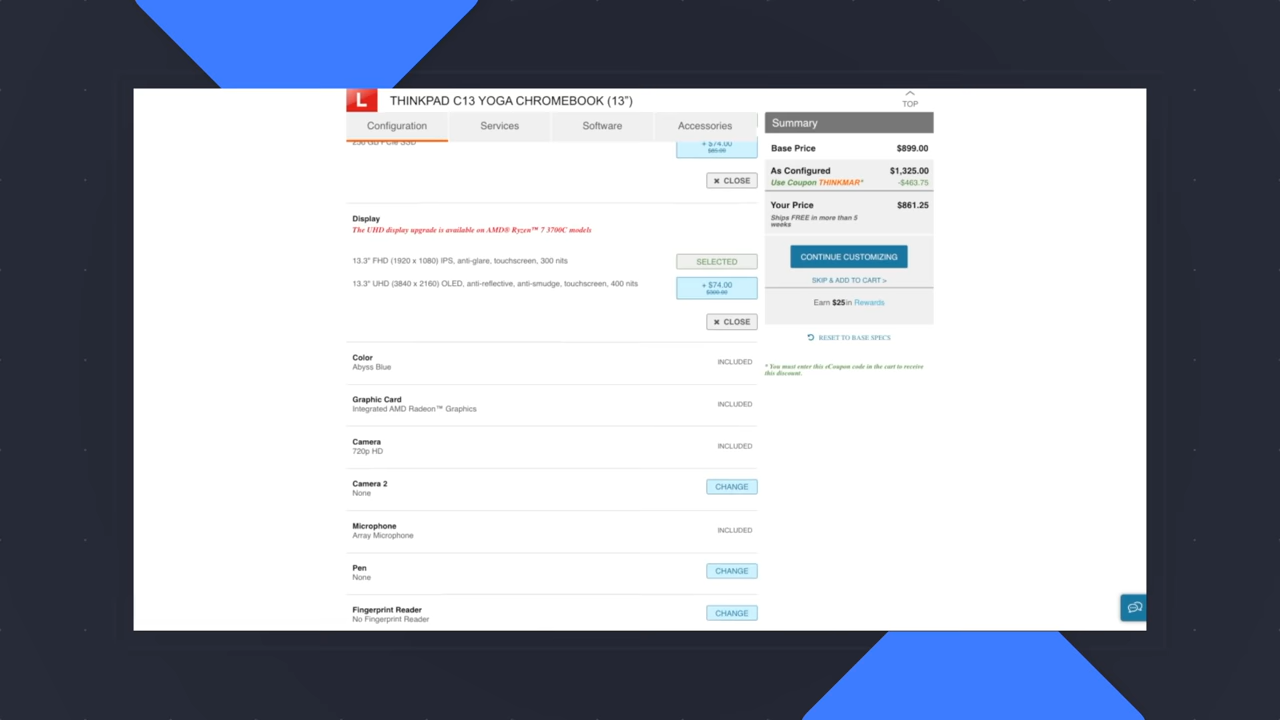 L
THINKPAD C13 YOGA CHROMEBOOK (13")
TOP
Configuration
Services
Software
Accessories
256 GB PCIe SSD
+ $74.00
CLOSE
Display
The UHD display upgrade is available on AMD® Ryzen™ 7 3700C models
13.3" FHD (1920 x 1080) IPS, anti-glare, touchscreen, 300 nits
SELECTED
13.3" UHD (3840 x 2160) OLED, anti-reflective, anti-smudge, touchscreen, 400 nits
+ $74.00
CLOSE
Color
Abyss Blue
INCLUDED
Graphic Card
Integrated AMD Radeon™ Graphics
INCLUDED
Camera
720p HD
INCLUDED
Camera 2
None
CHANGE
Microphone
Array Microphone
INCLUDED
Pen
None
CHANGE
Fingerprint Reader
No Fingerprint Reader
CHANGE
Summary
Base Price $899.00
As Configured $1,325.00
Use Coupon THINKMAR* -$463.75
Your Price $861.25
Ships FREE in more than 5
weeks
CONTINUE CUSTOMIZING
SKIP & ADD TO CART >
Earn $25 in Rewards
RESET TO BASE SPECS
* You must enter this eCoupon code in the cart to receive
this discount.